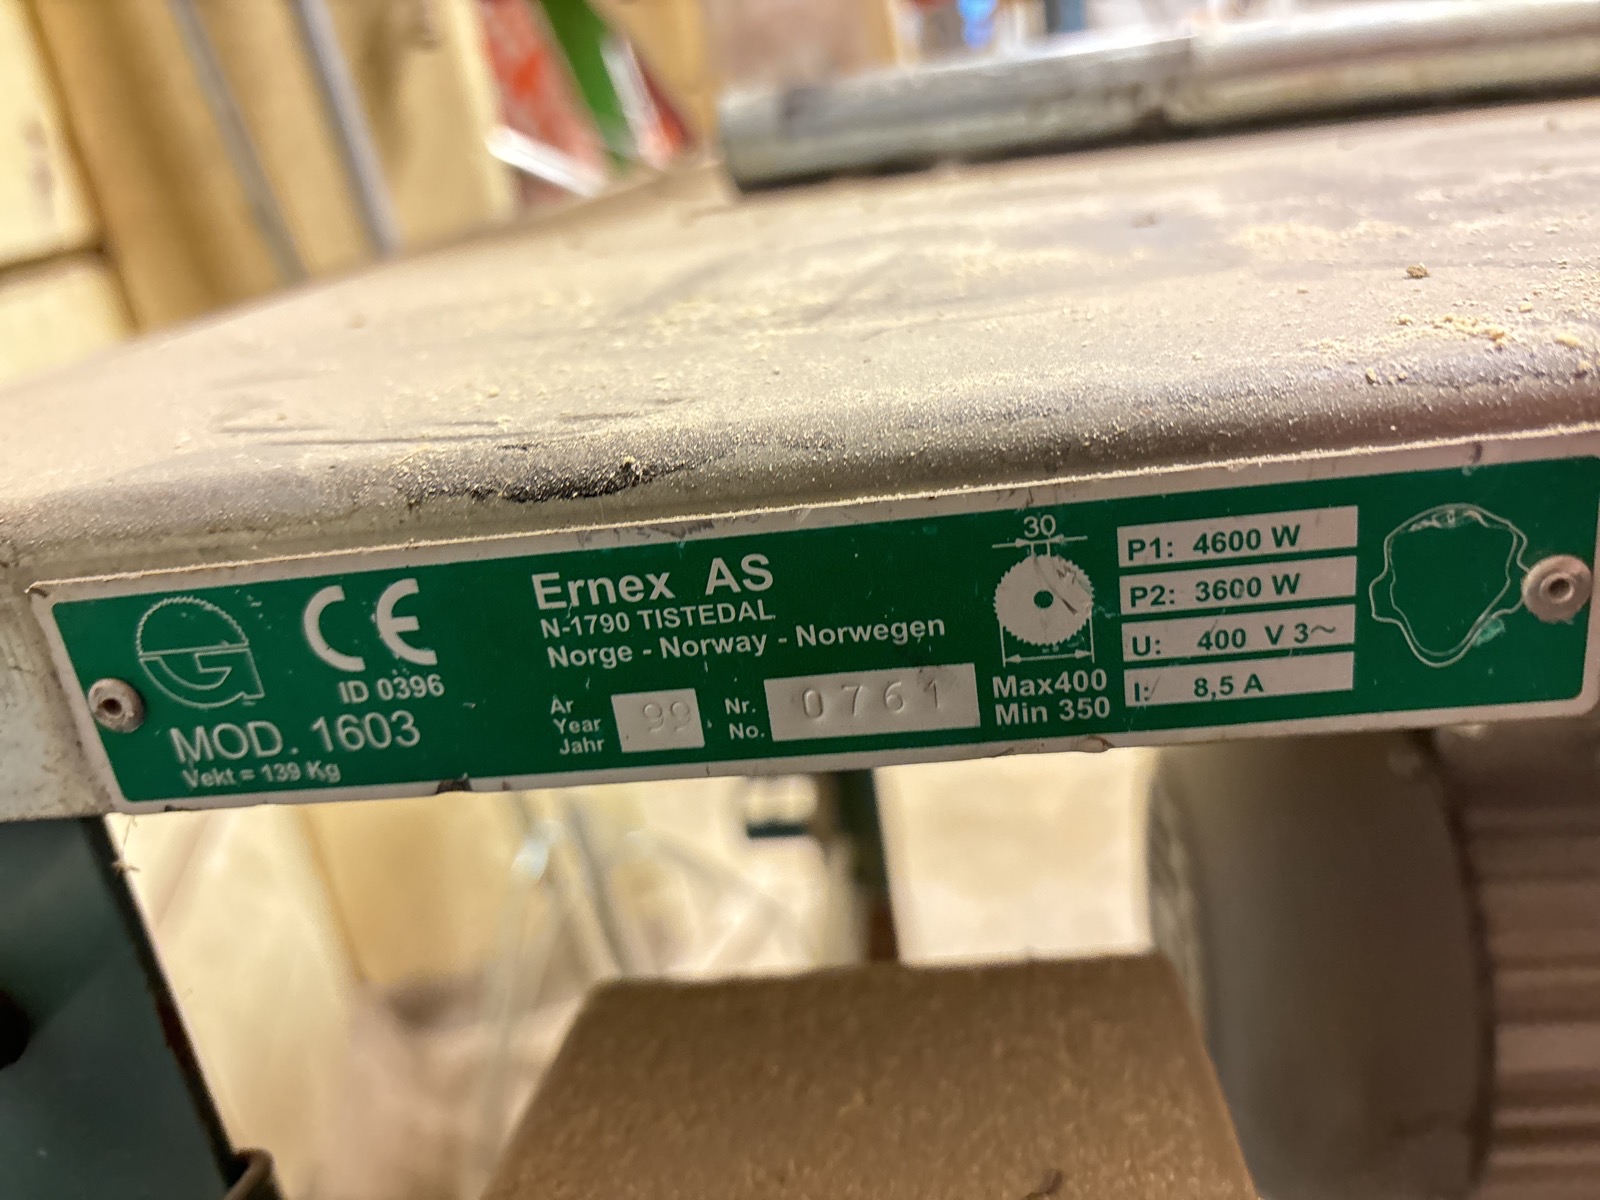 CE
ID 0396
MOD. 1603
Vekt = 139 Kg
Ernex AS
N-1790 TISTEDAL
Norge - Norway - Norwegen
Ar
Year
Jahr
99
Nr.
No.
0761
30
Max400
Min 350
P1: 4600 W
P2: 3600 W
U: 400 V 3~
I: 8,5 A